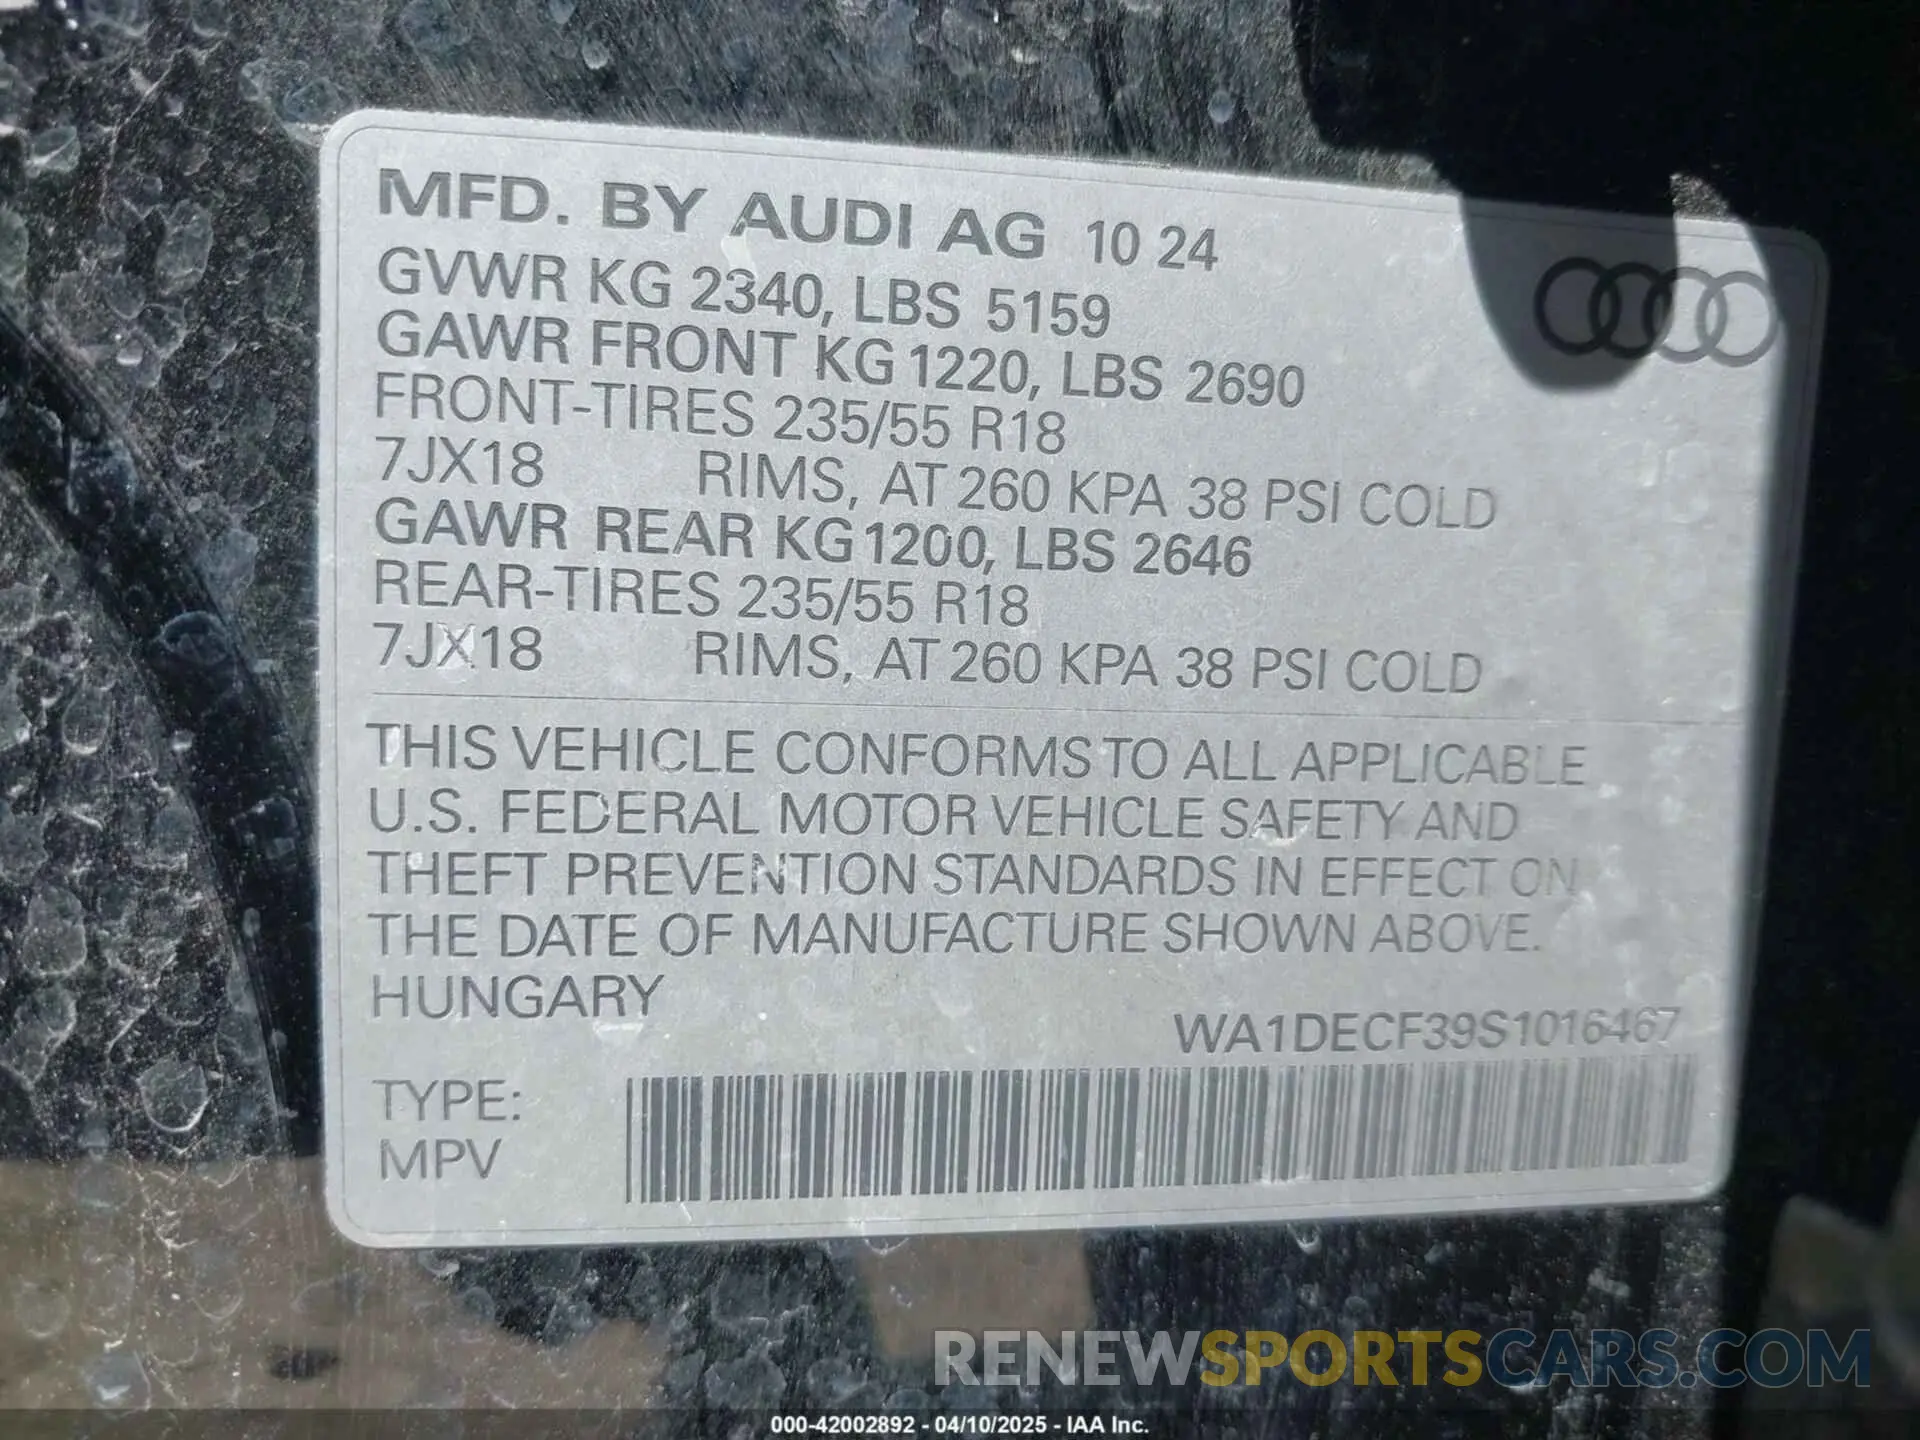 MFD. BY AUDI AG 10 24
GVWR KG 2340, LBS 5159
GAWR FRONT KG 1220, LBS 2690
FRONT-TIRES 235/55 R18
7JX18 RIMS, AT 260 KPA 38 PSI COLD
GAWR REAR KG 1200, LBS 2646
REAR-TIRES 235/55 R18
7JX18 RIMS, AT 260 KPA 38 PSI COLD
THIS VEHICLE CONFORMS TO ALL APPLICABLE
U.S. FEDERAL MOTOR VEHICLE SAFETY AND
THEFT PREVENTION STANDARDS IN EFFECT ON
THE DATE OF MANUFACTURE SHOWN ABOVE.
HUNGARY
WA1DECF39S1016467
TYPE:
MPV
RENEWSPORTSCARS.COM
000-42002892 - 04/10/2025 - IAA Inc.